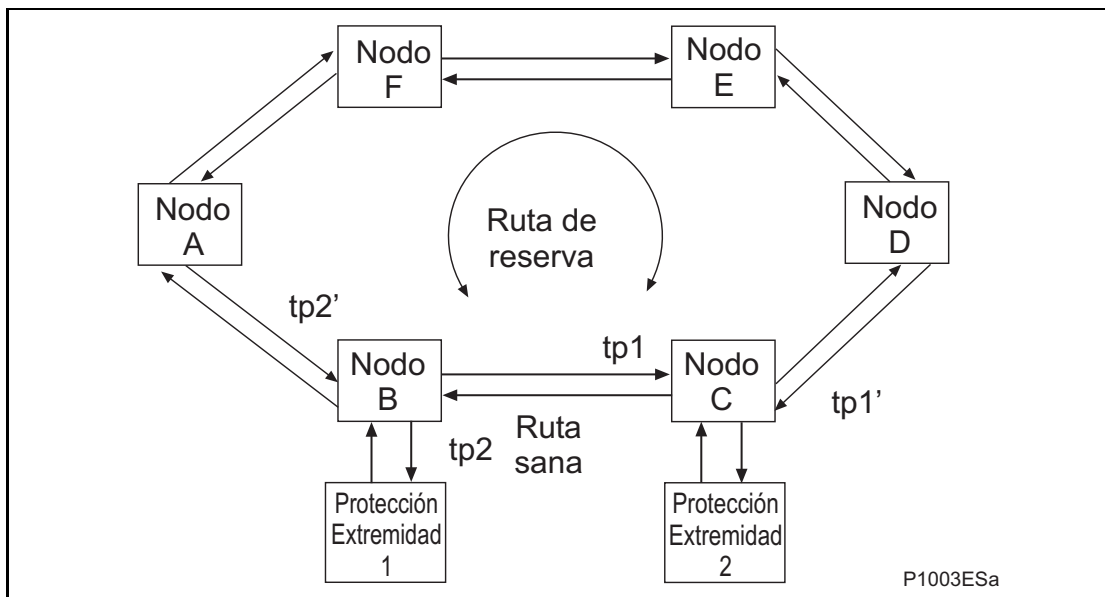 Nodo
F
Nodo
E
Nodo
A
Ruta de
reserva
Nodo
D
tp2’
tp1
Nodo
B
Nodo
C
tp1’
tp2
Ruta
sana
Protección
Extremidad
1
Protección
Extremidad
2
P1003ESa